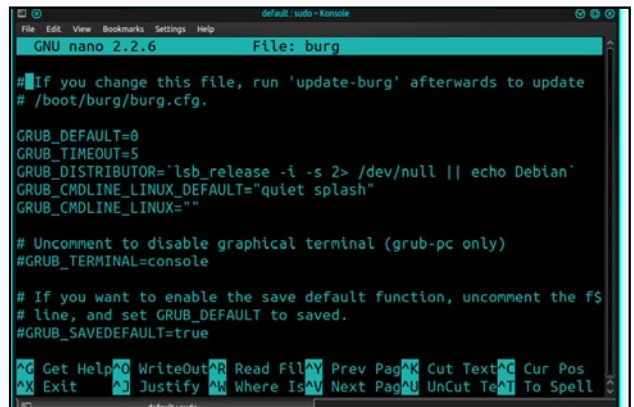 default : sudo - Konsole
File Edit View Bookmarks Settings Help
GNU nano 2.2.6 File: burg
# If you change this file, run 'update-burg' afterwards to update
# /boot/burg/burg.cfg.
GRUB_DEFAULT=0
GRUB_TIMEOUT=5
GRUB_DISTRIBUTOR=`lsb_release -i -s 2> /dev/null || echo Debian`
GRUB_CMDLINE_LINUX_DEFAULT="quiet splash"
GRUB_CMDLINE_LINUX=""
# Uncomment to disable graphical terminal (grub-pc only)
#GRUB_TERMINAL=console
# If you want to enable the save default function, uncomment the f$
# line, and set GRUB_DEFAULT to saved.
#GRUB_SAVEDEFAULT=true
^G Get Help^O WriteOut^R Read Fil^Y Prev Pag^K Cut Text^C Cur Pos
^X Exit ^J Justify ^W Where Is^V Next Pag^U UnCut Te^T To Spell
default : sudo